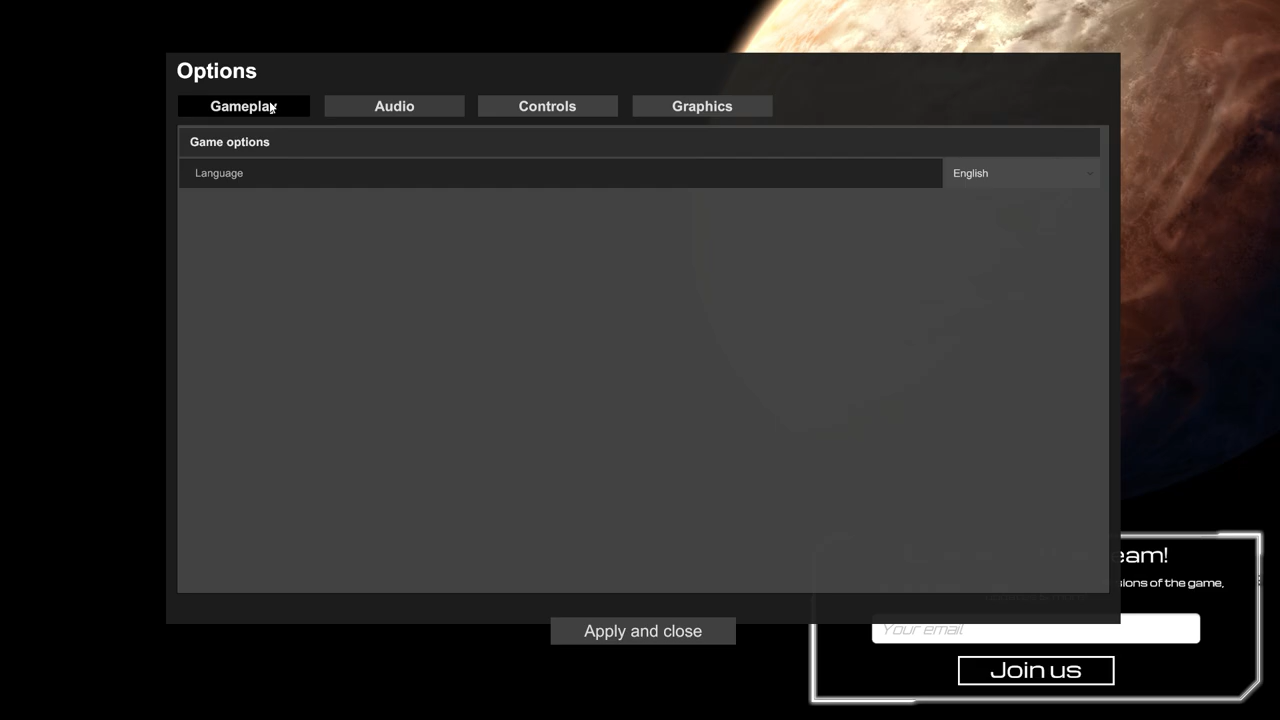 Options
Gameplay
Audio
Controls
Graphics
Game options
Language
English
eam!
sions of the game,
Apply and close
Your email
Join us